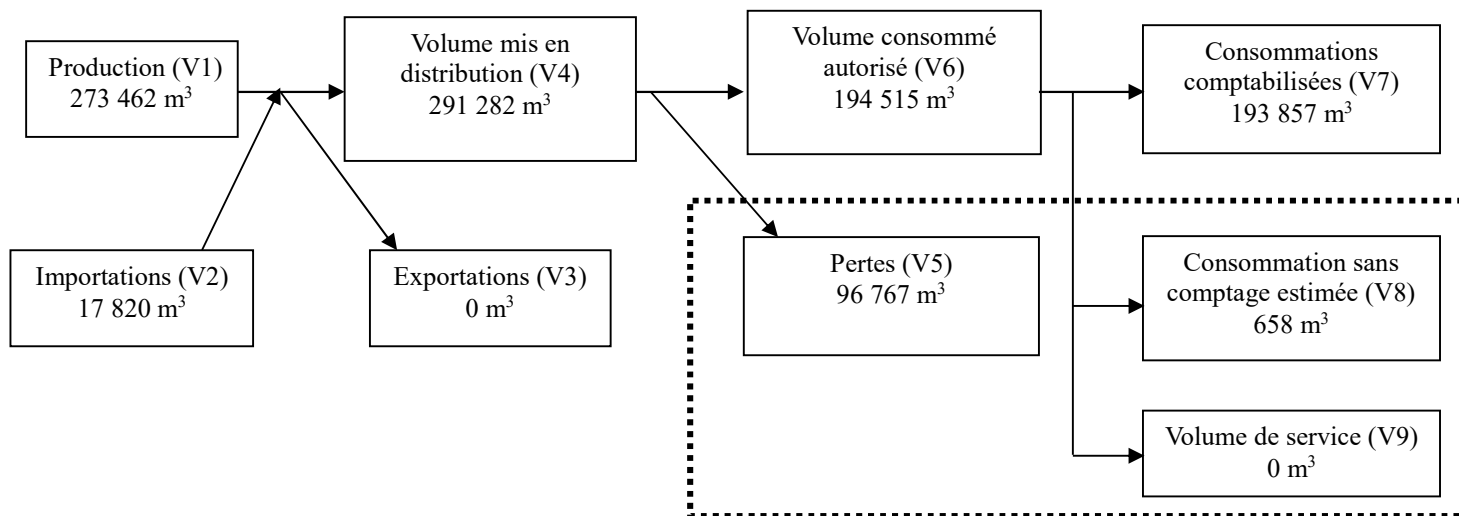 Production (V1)
273 462 m³
Volume mis en
distribution (V4)
291 282 m³
Volume consommé
autorisé (V6)
194 515 m³
Consommations
comptabilisées (V7)
193 857 m³
Importations (V2)
17 820 m³
Exportations (V3)
0 m³
Pertes (V5)
96 767 m³
Consommation sans
comptage estimée (V8)
658 m³
Volume de service (V9)
0 m³